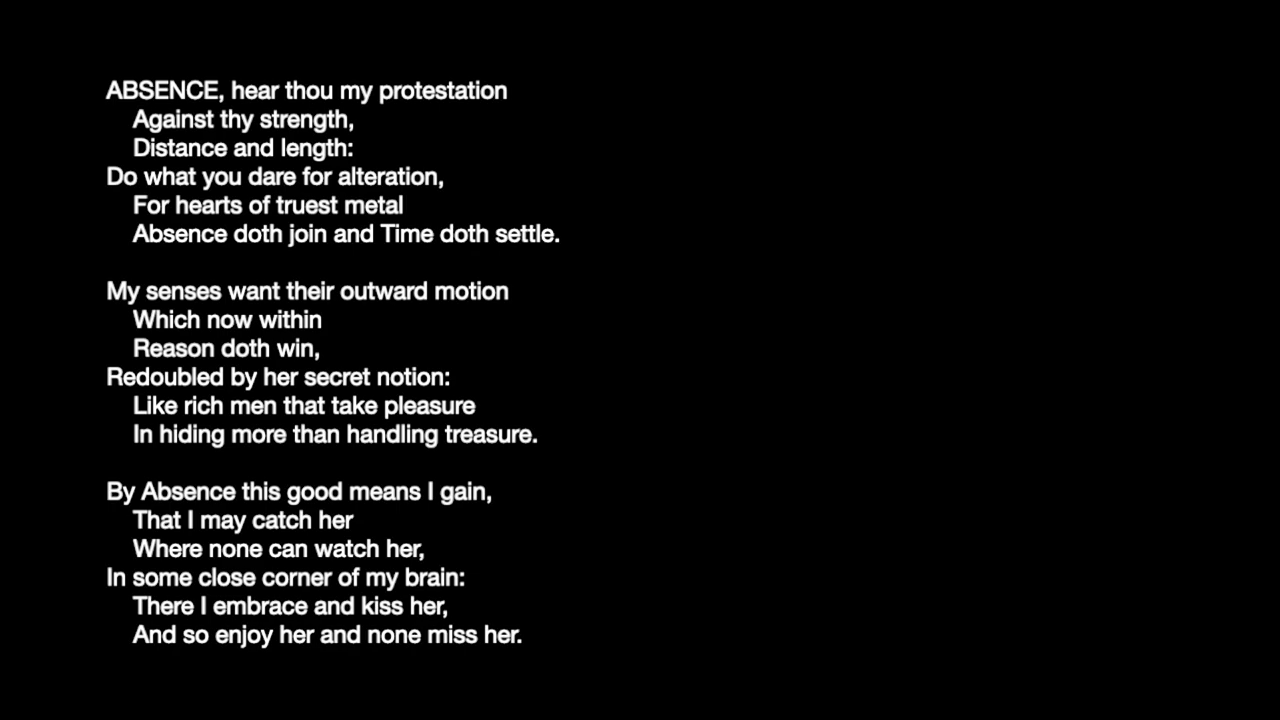 ABSENCE, hear thou my protestation
Against thy strength,
Distance and length:
Do what you dare for alteration,
For hearts of truest metal
Absence doth join and Time doth settle.

My senses want their outward motion
Which now within
Reason doth win,
Redoubled by her secret notion:
Like rich men that take pleasure
In hiding more than handling treasure.

By Absence this good means I gain,
That I may catch her
Where none can watch her,
In some close corner of my brain:
There I embrace and kiss her,
And so enjoy her and none miss her.